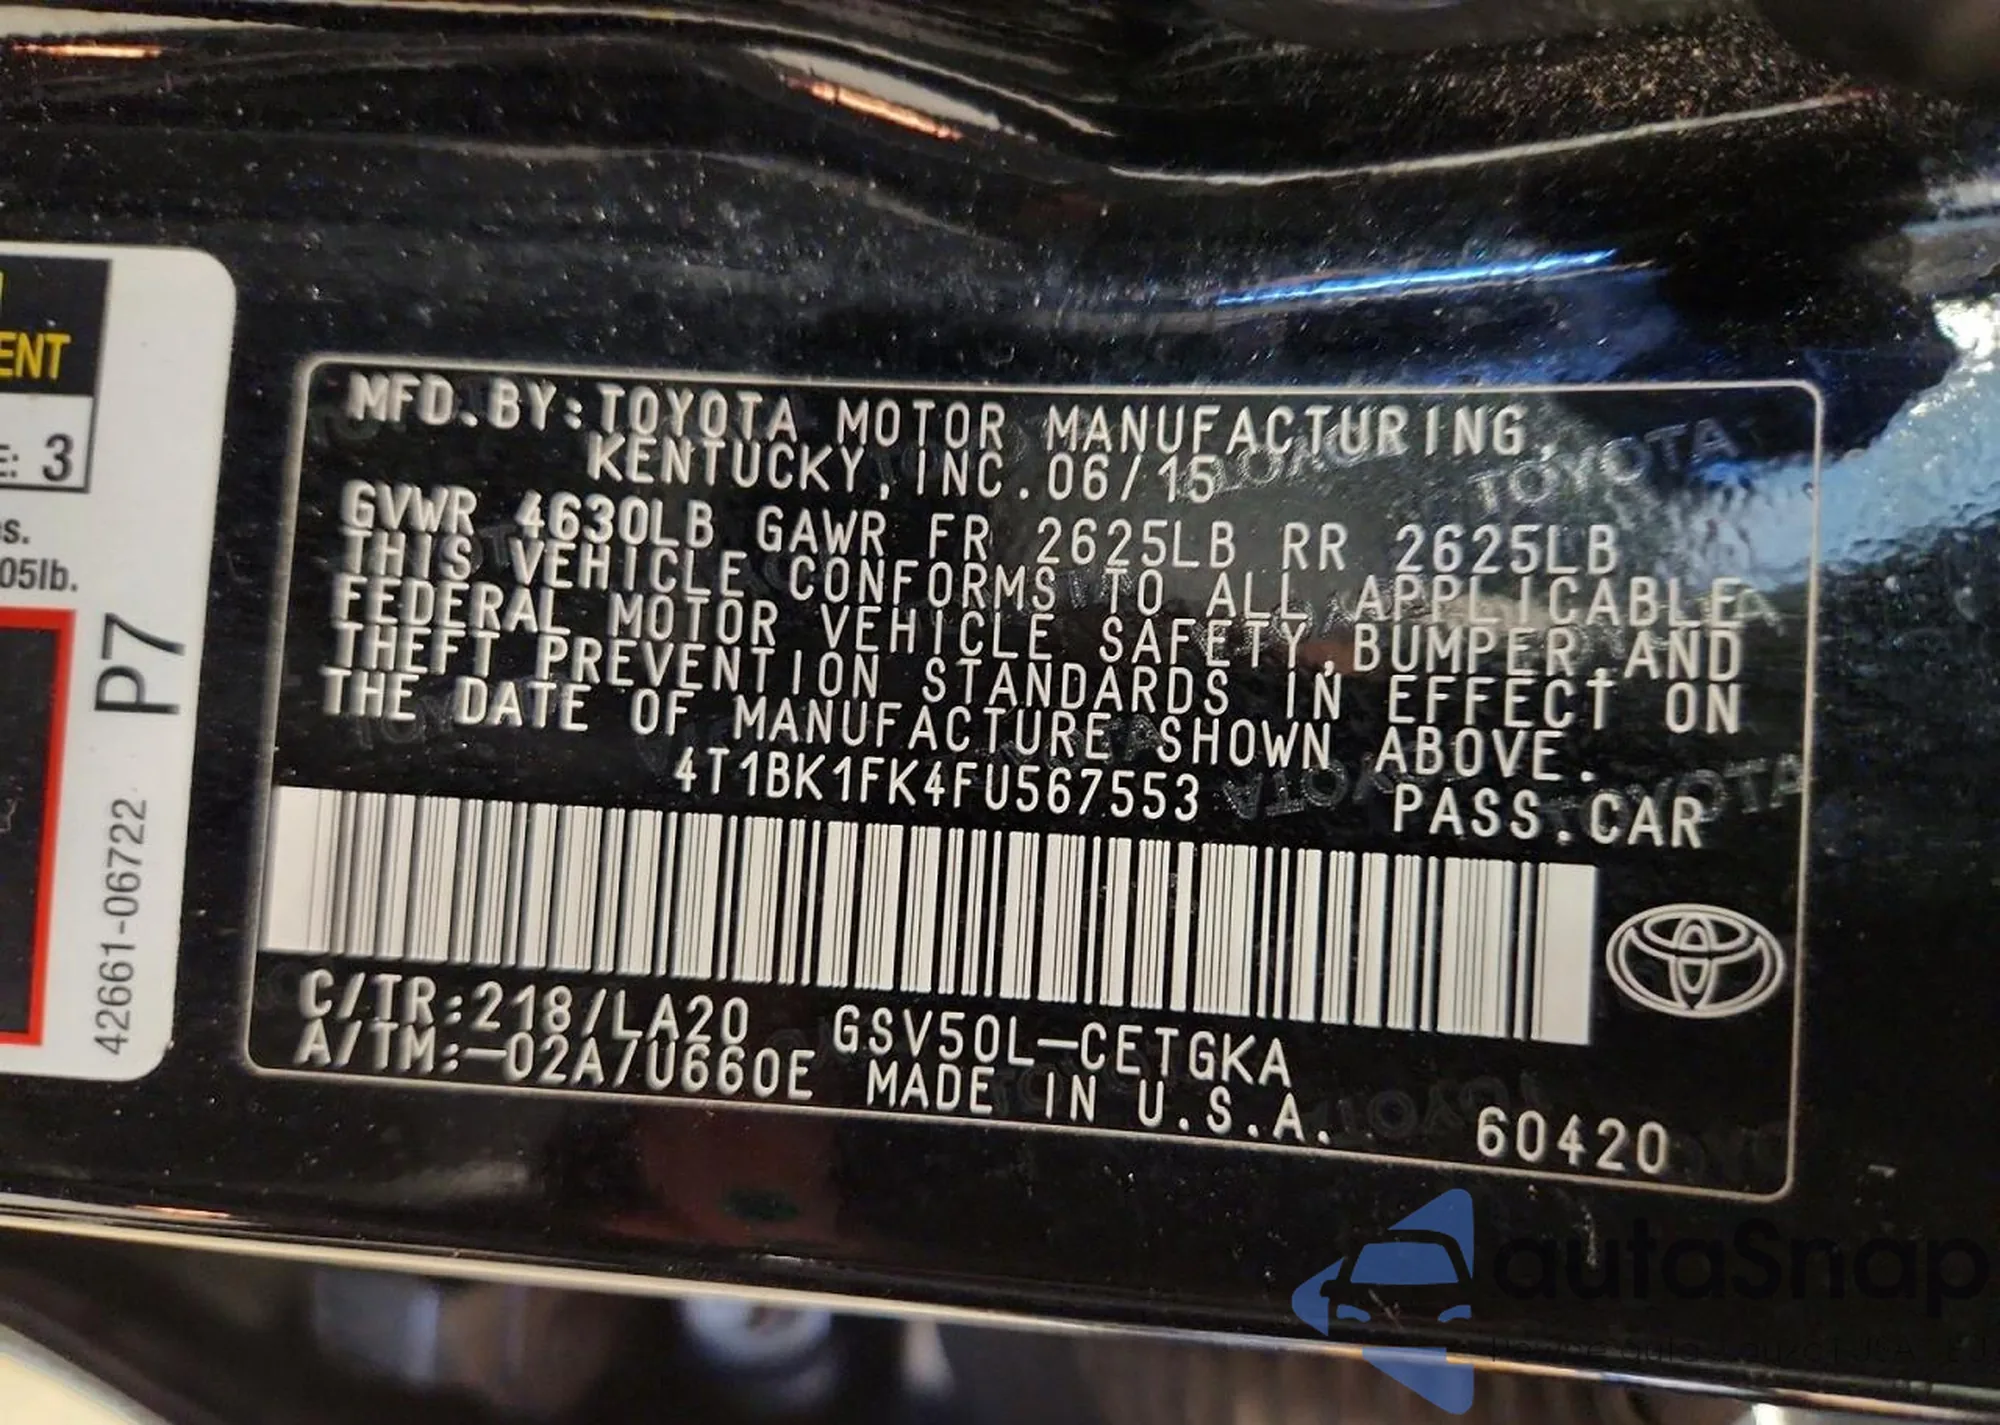 ENT
E: 3
s.
05lb.
P7
42661-06722
MFD.BY:TOYOTA MOTOR MANUFACTURING,
KENTUCKY,INC.06/15
GVWR 4630LB GAWR FR 2625LB RR 2625LB
THIS VEHICLE CONFORMS TO ALL APPLICABLE
FEDERAL MOTOR VEHICLE SAFETY,BUMPER,AND
THEFT PREVENTION STANDARDS IN EFFECT ON
THE DATE OF MANUFACTURE SHOWN ABOVE.
4T1BK1FK4FU567553 PASS.CAR
C/TR:218/LA20 GSV50L-CETGKA
A/TM:-02A/U660E MADE IN U.S.A. 60420
autoSnap